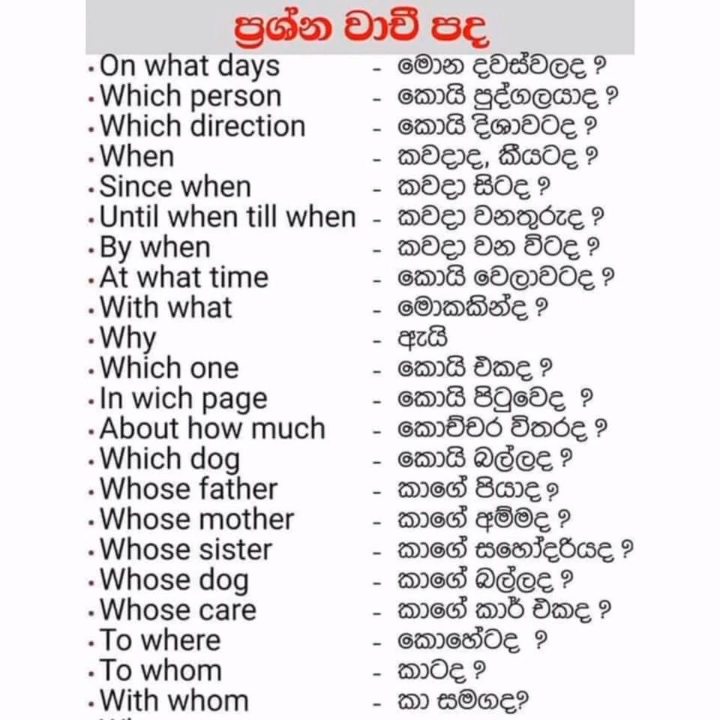 ප්‍රශ්න වාචී පද
· On what days - මොන දවස්වලද ?
· Which person - කොයි පුද්ගලයාද ?
· Which direction - කොයි දිශාවටද ?
· When - කවදාද, කීයටද ?
· Since when - කවදා සිටද ?
· Until when till when - කවදා වනතුරුද ?
· By when - කවදා වන විටද ?
· At what time - කොයි වෙලාවටද ?
· With what - මොකකින්ද ?
· Why - ඇයි
· Which one - කොයි එකද ?
· In wich page - කොයි පිටුවෙද ?
· About how much - කොච්චර විතරද ?
· Which dog - කොයි බල්ලද ?
· Whose father - කාගේ පියාද ?
· Whose mother - කාගේ අම්මද ?
· Whose sister - කාගේ සහෝදරියද ?
· Whose dog - කාගේ බල්ලද ?
· Whose care - කාගේ කාර් එකද ?
· To where - කොහේටද ?
· To whom - කාටද ?
· With whom - කා සමගද?